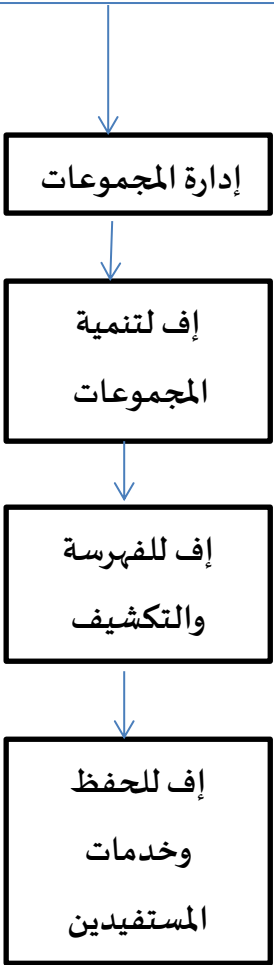 إدارة المجموعات
إف لتنمية
المجموعات
إف للفهرسة
والتكشيف
إف للحفظ
وخدمات
المستفيدين